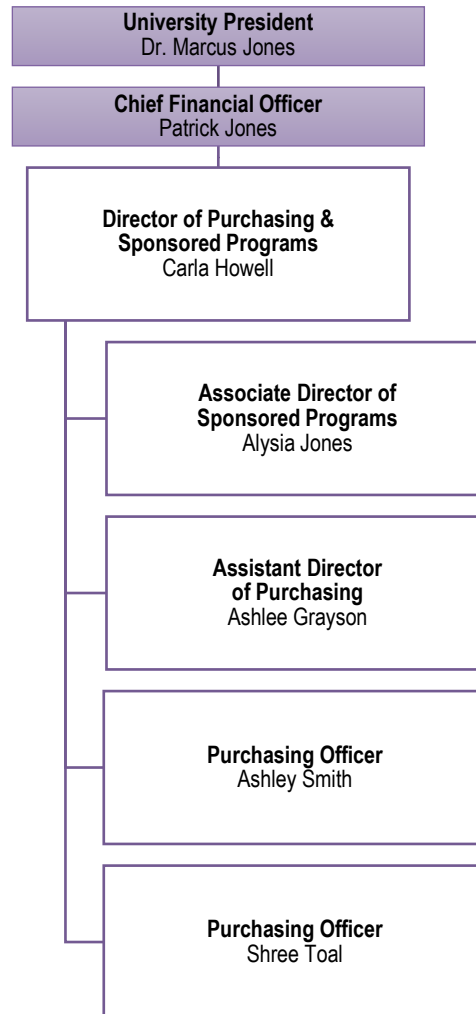 University President
Dr. Marcus Jones
Chief Financial Officer
Patrick Jones
Director of Purchasing &
Sponsored Programs
Carla Howell
Associate Director of
Sponsored Programs
Alysia Jones
Assistant Director
of Purchasing
Ashlee Grayson
Purchasing Officer
Ashley Smith
Purchasing Officer
Shree Toal